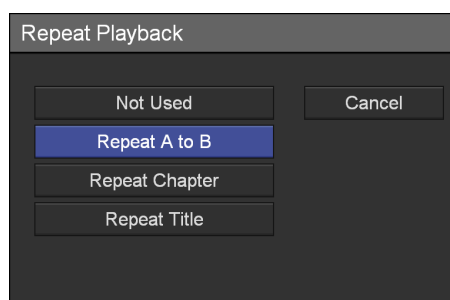 Repeat Playback
Not Used
Cancel
Repeat A to B
Repeat Chapter
Repeat Title